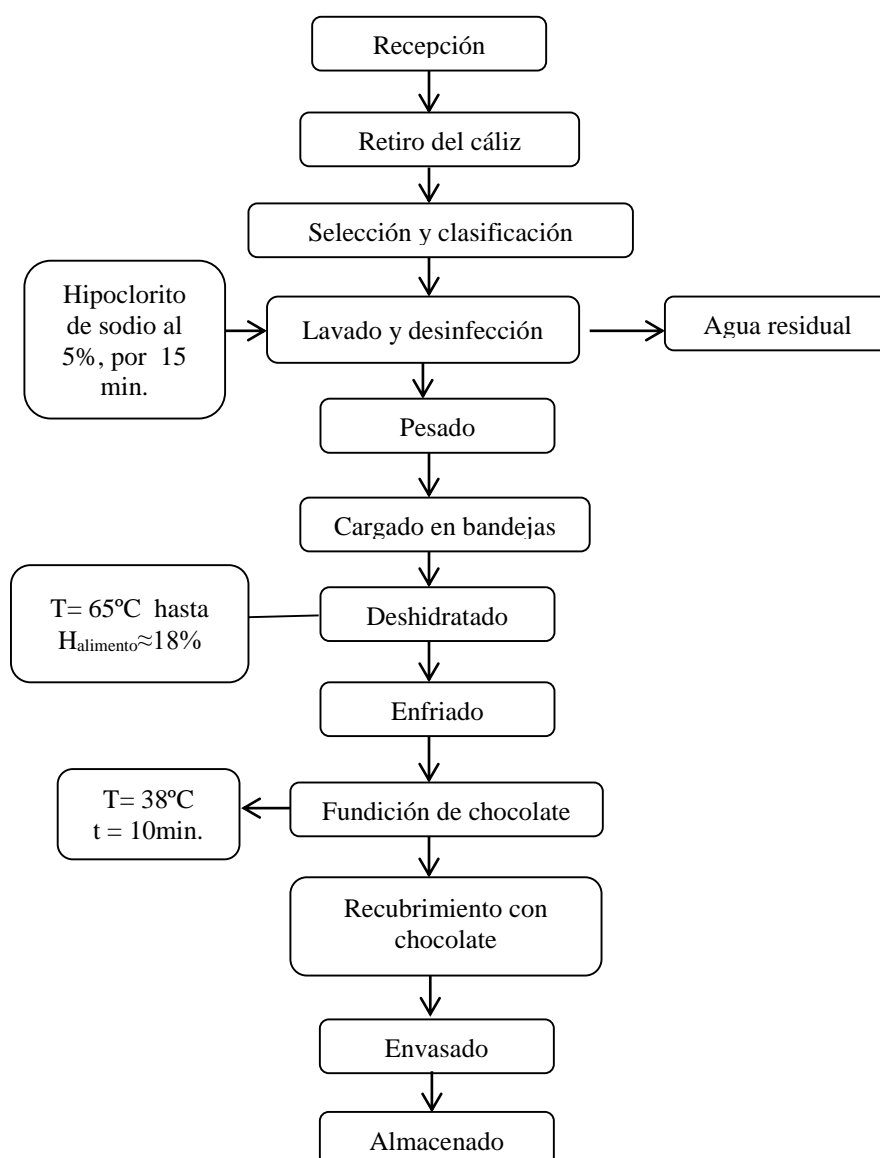 Recepción
Retiro del cáliz
Selección y clasificación
Hipoclorito
de sodio al
5%, por 15
min.
Lavado y desinfección
Agua residual
Pesado
Cargado en bandejas
T= 65ºC hasta
Halimento≈18%
Deshidratado
Enfriado
T= 38ºC
t = 10min.
Fundición de chocolate
Recubrimiento con
chocolate
Envasado
Almacenado